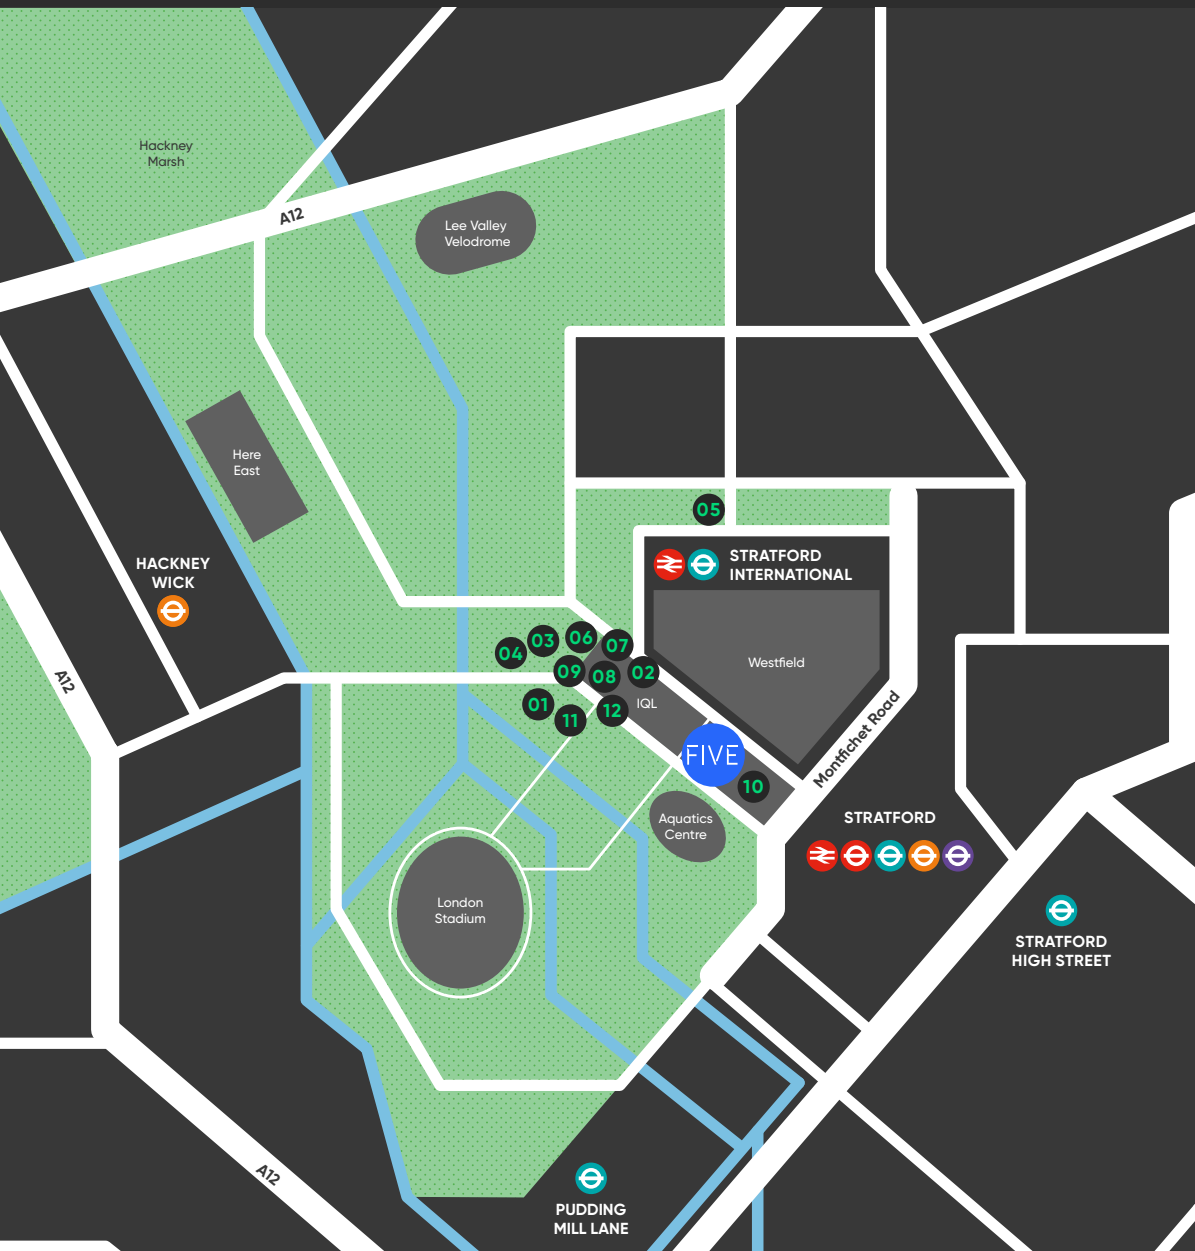 Hackney
Marsh
A12
Lee Valley
Velodrome
Here
East
05
HACKNEY
WICK
STRATFORD
INTERNATIONAL
Westfield
04
03
06
07
09
08
02
A12
01
11
12
IQL
Montfichet Road
FIVE
10
Aquatics
Centre
STRATFORD
London
Stadium
STRATFORD
HIGH STREET
A12
PUDDING
MILL LANE